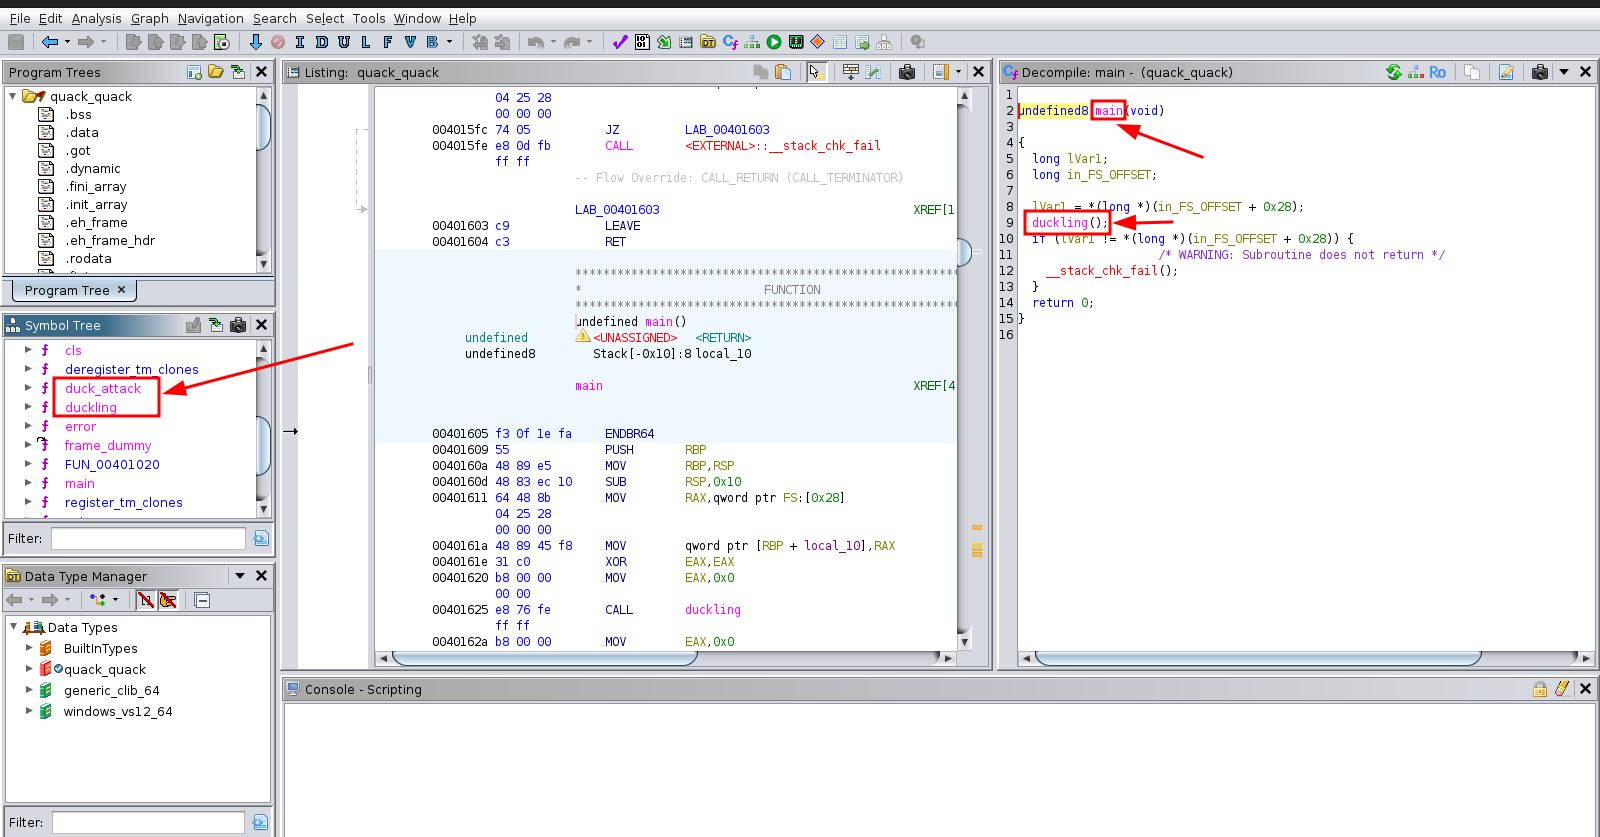 File Edit Analysis Graph Navigation Search Select Tools Window Help
I D U L F V B
Program Trees
quack_quack
.bss
.data
.got
.dynamic
.fini_array
.init_array
.eh_frame
.eh_frame_hdr
.rodata
Program Tree ×
Symbol Tree
cls
deregister_tm_clones
duck_attack
duckling
error
frame_dummy
FUN_00401020
main
register_tm_clones
Filter:
Data Type Manager
Data Types
BuiltInTypes
quack_quack
generic_clib_64
windows_vs12_64
Filter:
Listing: quack_quack
04 25 28
00 00 00
004015fc 74 05 JZ LAB_00401603
004015fe e8 0d fb CALL <EXTERNAL>::__stack_chk_fail
ff ff
-- Flow Override: CALL_RETURN (CALL_TERMINATOR)
LAB_00401603 XREF[1
00401603 c9 LEAVE
00401604 c3 RET
******************************************************
* FUNCTION
******************************************************
undefined main()
undefined <UNASSIGNED> <RETURN>
undefined8 Stack[-0x10]:8 local_10
main XREF[4
00401605 f3 0f 1e fa ENDBR64
00401609 55 PUSH RBP
0040160a 48 89 e5 MOV RBP,RSP
0040160d 48 83 ec 10 SUB RSP,0x10
00401611 64 48 8b MOV RAX,qword ptr FS:[0x28]
04 25 28
00 00 00
0040161a 48 89 45 f8 MOV qword ptr [RBP + local_10],RAX
0040161e 31 c0 XOR EAX,EAX
00401620 b8 00 00 MOV EAX,0x0
00 00
00401625 e8 76 fe CALL duckling
ff ff
0040162a b8 00 00 MOV EAX,0x0
Decompile: main - (quack_quack)
Ro
1
2 undefined8 main(void)
3
4 {
5 long lVar1;
6 long in_FS_OFFSET;
7
8 lVar1 = *(long *)(in_FS_OFFSET + 0x28);
9 duckling();
10 if (lVar1 != *(long *)(in_FS_OFFSET + 0x28)) {
11 /* WARNING: Subroutine does not return */
12 __stack_chk_fail();
13 }
14 return 0;
15 }
16
Console - Scripting